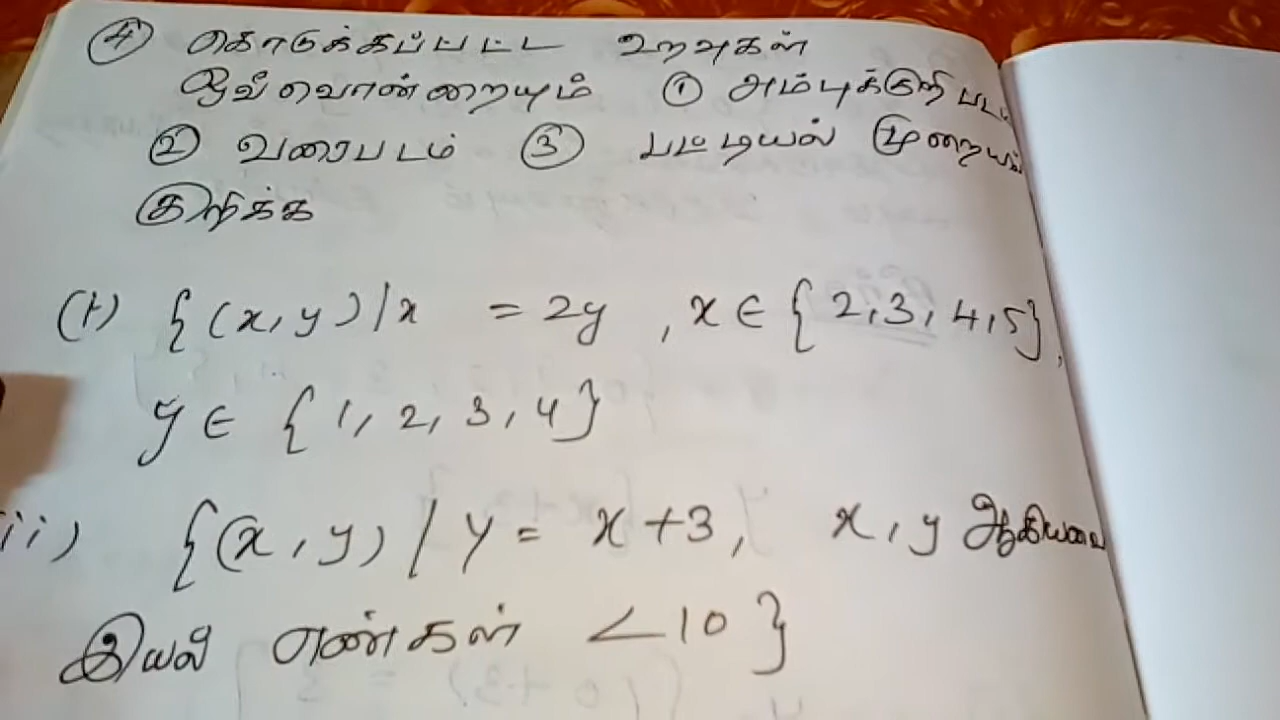 ④ கொடுக்கப்பட்ட உறவுகள்
ஒவ்வொன்றையும் ① அம்புக்குறி படம்
② வரைபடம் ③ பட்டியல் முறையில்
குறிக்க
(i) {(x,y)/x = 2y , x ∈ {2,3,4,5},
y ∈ {1, 2, 3, 4}
ii) {(x,y) / y = x+3, x, y ஆகியவை
இயல் எண்கள் <10}